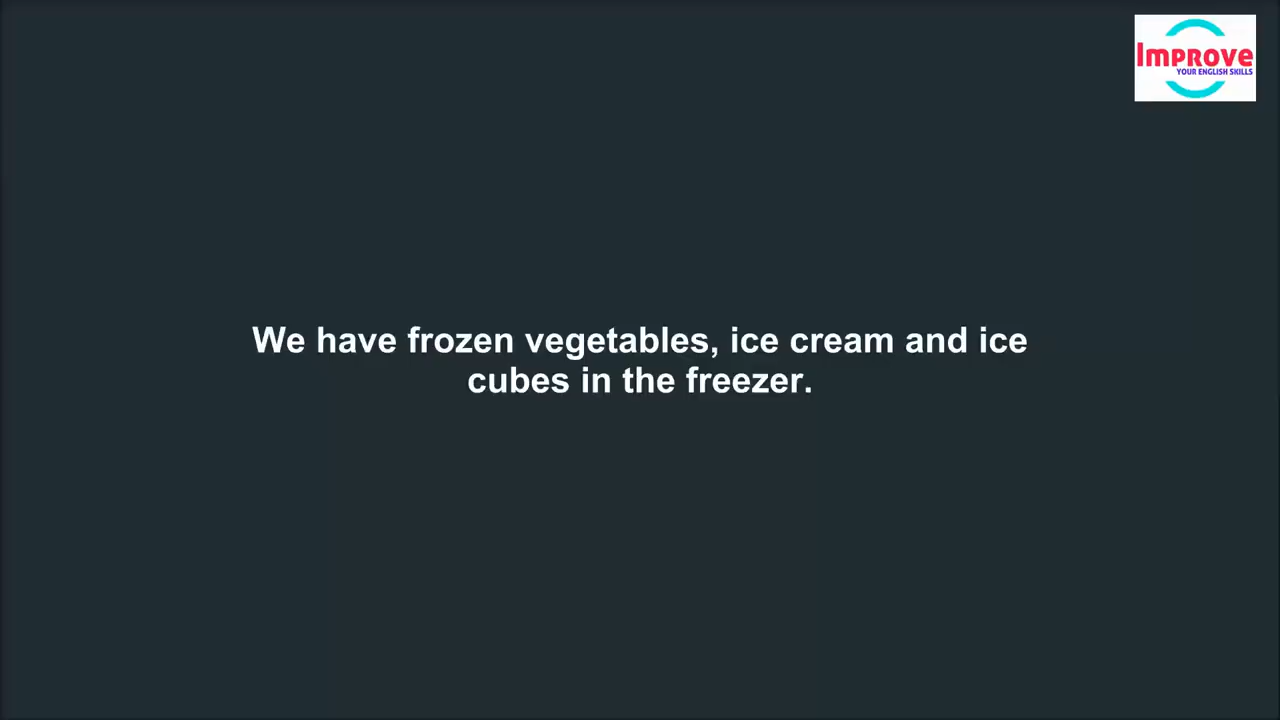 Improve
YOUR ENGLISH SKILLS
We have frozen vegetables, ice cream and ice
cubes in the freezer.